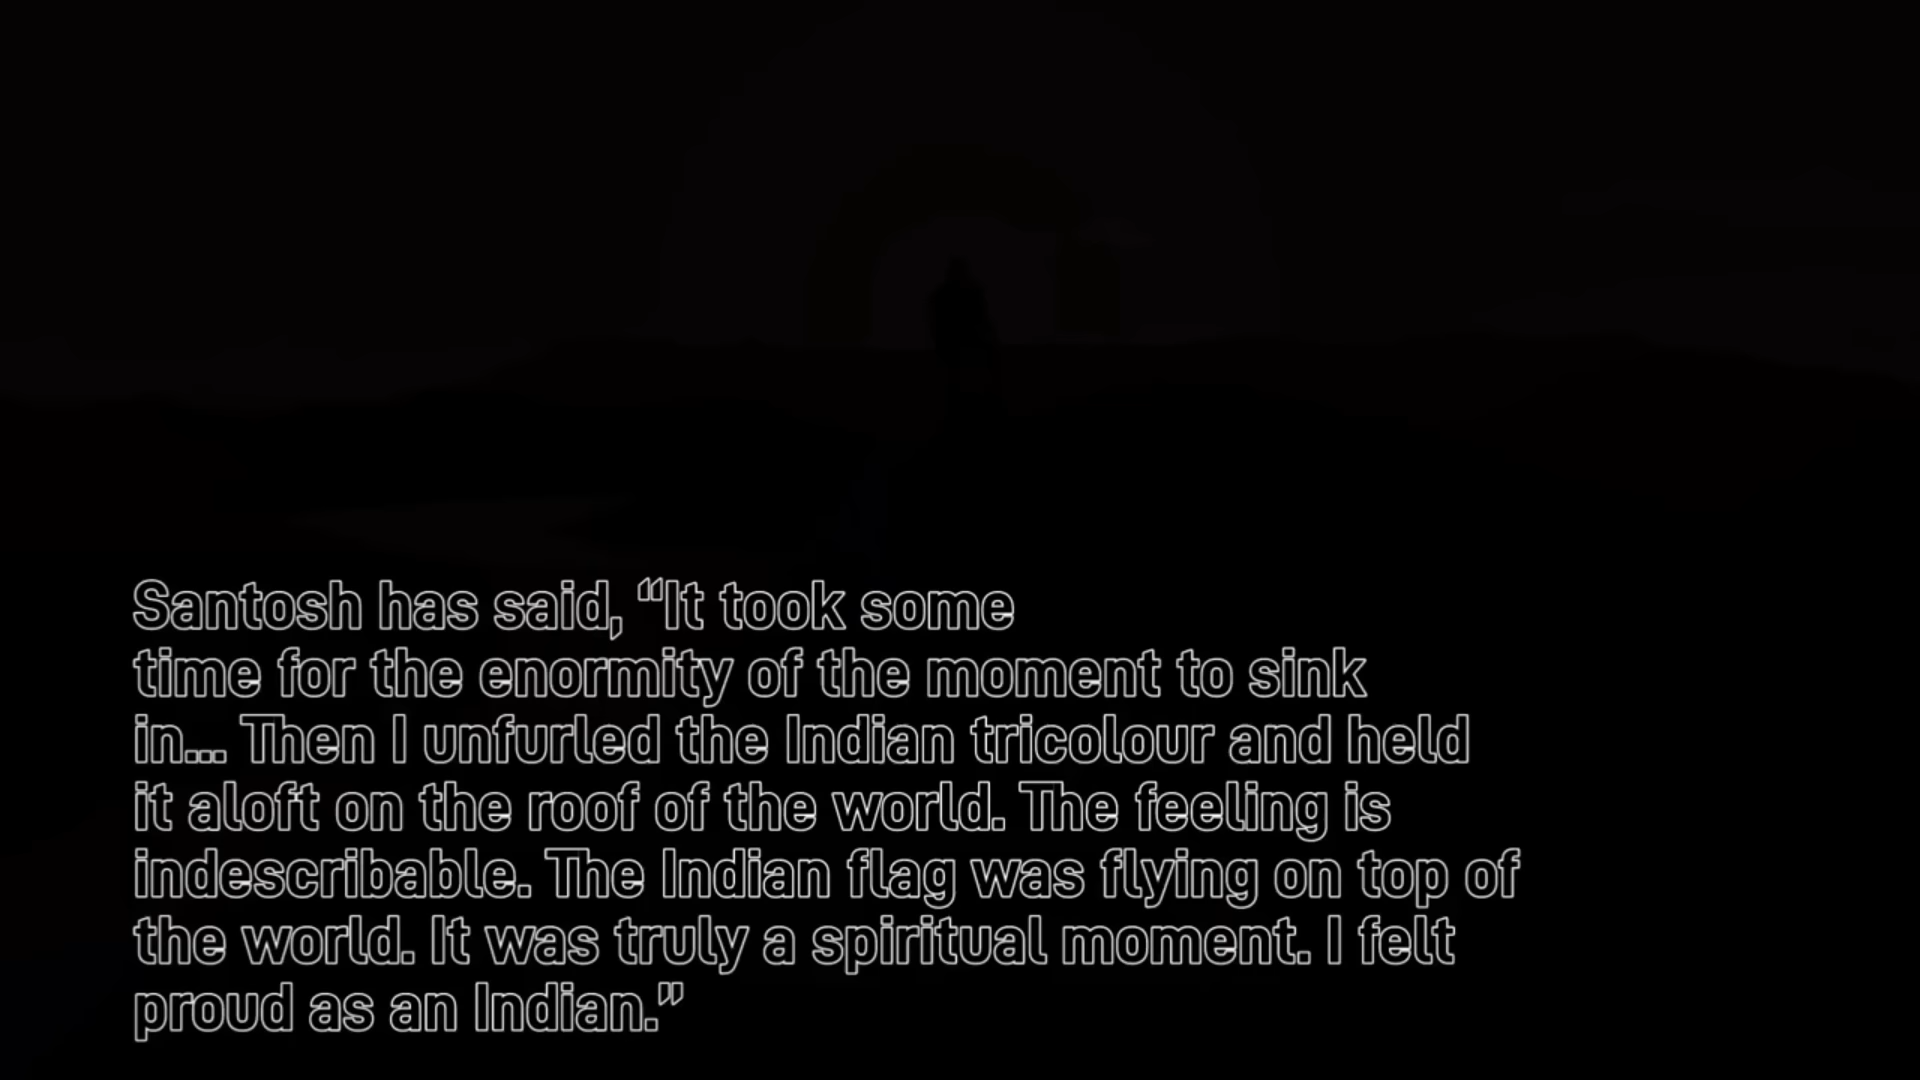 Santosh has said, “It took some
time for the enormity of the moment to sink
in... Then I unfurled the Indian tricolour and held
it aloft on the roof of the world. The feeling is
indescribable. The Indian flag was flying on top of
the world. It was truly a spiritual moment. I felt
proud as an Indian.”